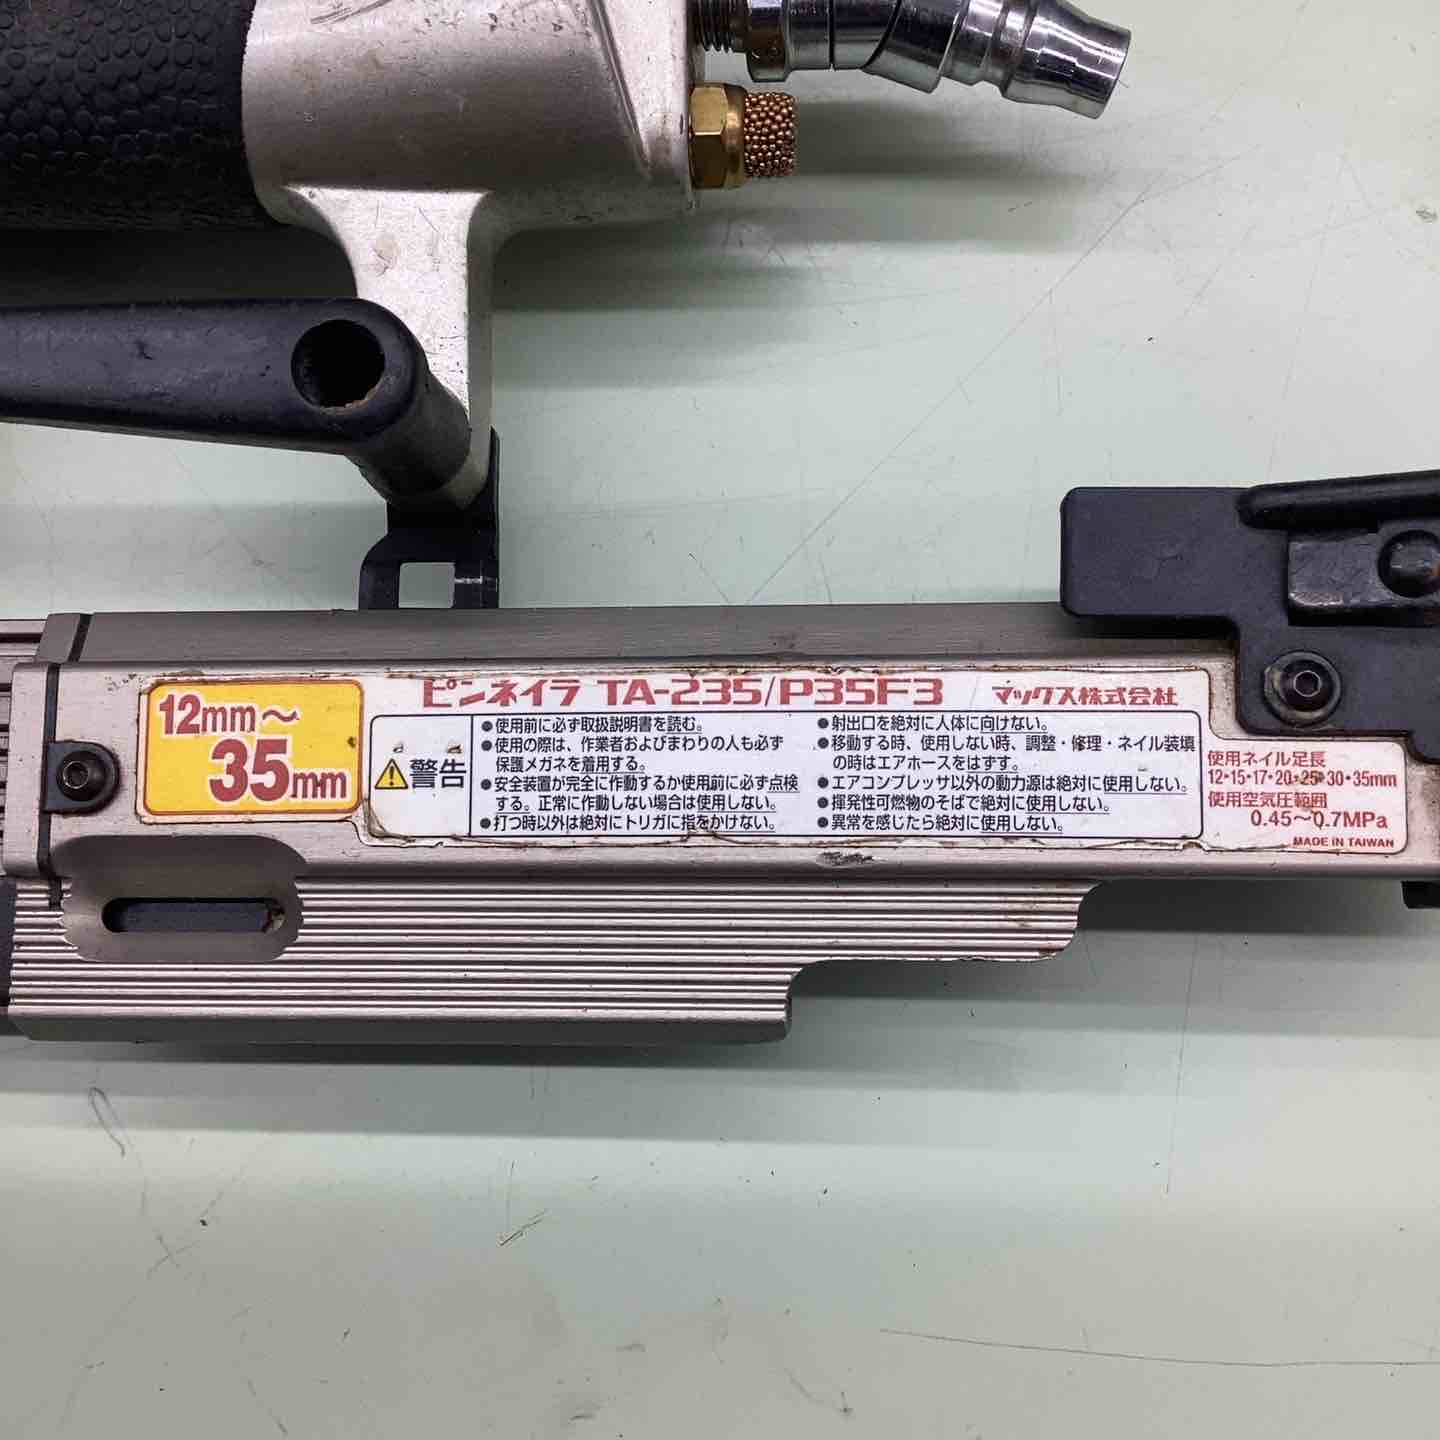 12mm～
35mm
ピンネイラ TA-235/P35F3 マックス株式会社
警告
●使用前に必ず取扱説明書を読む。
●使用の際は、作業者およびまわりの人も必ず
保護メガネを着用する。
●安全装置が完全に作動するか使用前に必ず点検
する。正常に作動しない場合は使用しない。
●打つ時以外は絶対にトリガに指をかけない。
●射出口を絶対に人体に向けない。
●移動する時、使用しない時、調整・修理・ネイル装填
の時はエアホースをはずす。
●エアコンプレッサ以外の動力源は絶対に使用しない。
●揮発性可燃物のそばで絶対に使用しない。
●異常を感じたら絶対に使用しない。
使用ネイル足長
12・15・17・20・25・30・35mm
使用空気圧範囲
0.45～0.7MPa
MADE IN TAIWAN